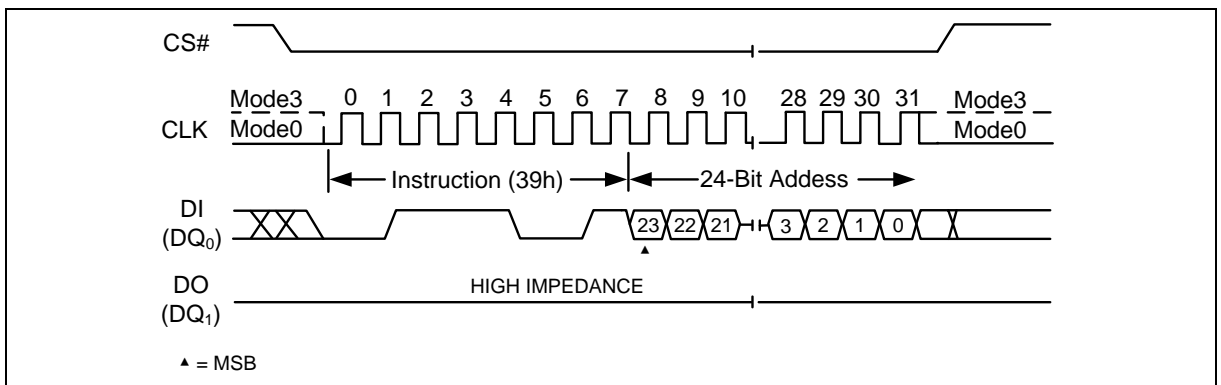 CS#
Mode3 0 1 2 3 4 5 6 7 8 9 10 28 29 30 31 Mode3
CLK Mode0 Mode0
Instruction (39h) 24-Bit Addess
DI
(DQ0) 23 22 21 3 2 1 0
▲
DO HIGH IMPEDANCE
(DQ1)
▲ = MSB